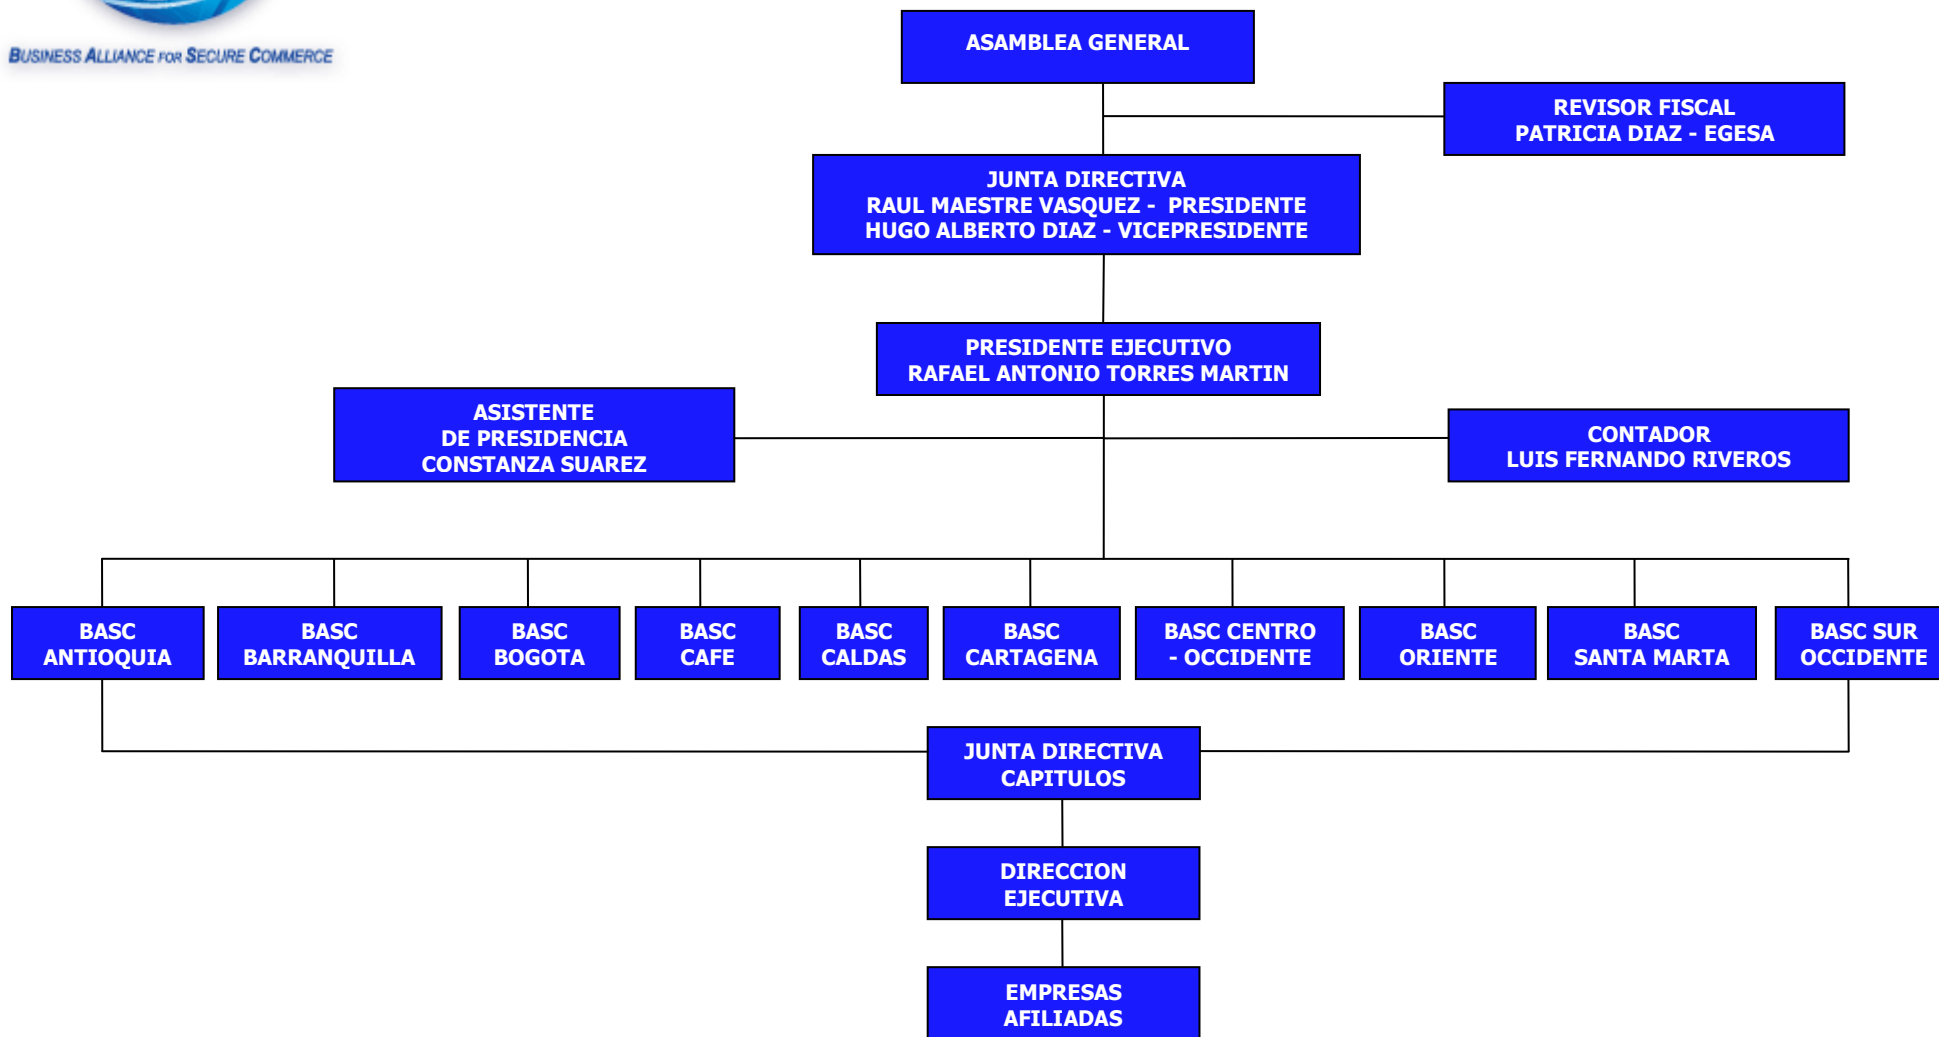 BUSINESS ALLIANCE FOR SECURE COMMERCE
ASAMBLEA GENERAL
REVISOR FISCAL
PATRICIA DIAZ - EGESA
JUNTA DIRECTIVA
RAUL MAESTRE VASQUEZ - PRESIDENTE
HUGO ALBERTO DIAZ - VICEPRESIDENTE
PRESIDENTE EJECUTIVO
RAFAEL ANTONIO TORRES MARTIN
ASISTENTE
DE PRESIDENCIA
CONSTANZA SUAREZ
CONTADOR
LUIS FERNANDO RIVEROS
BASC
ANTIOQUIA
BASC
BARRANQUILLA
BASC
BOGOTA
BASC
CAFE
BASC
CALDAS
BASC
CARTAGENA
BASC CENTRO
- OCCIDENTE
BASC
ORIENTE
BASC
SANTA MARTA
BASC SUR
OCCIDENTE
JUNTA DIRECTIVA
CAPITULOS
DIRECCION
EJECUTIVA
EMPRESAS
AFILIADAS